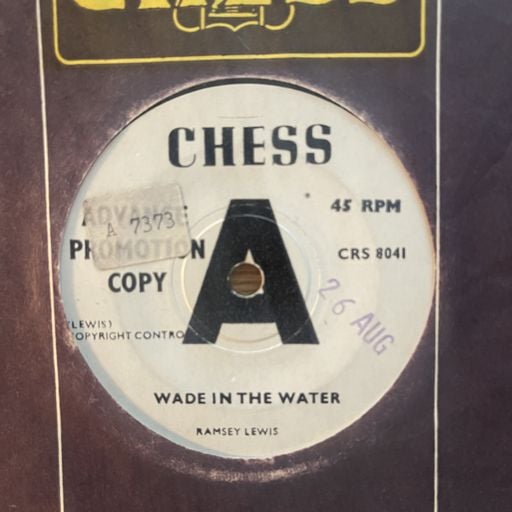 CHESS
CHESS
45 RPM
ADVANCE
A 7373
PROMOTION
COPY
A
CRS 8041
26 AUG
(LEWIS)
COPYRIGHT CONTRO
WADE IN THE WATER
RAMSEY LEWIS